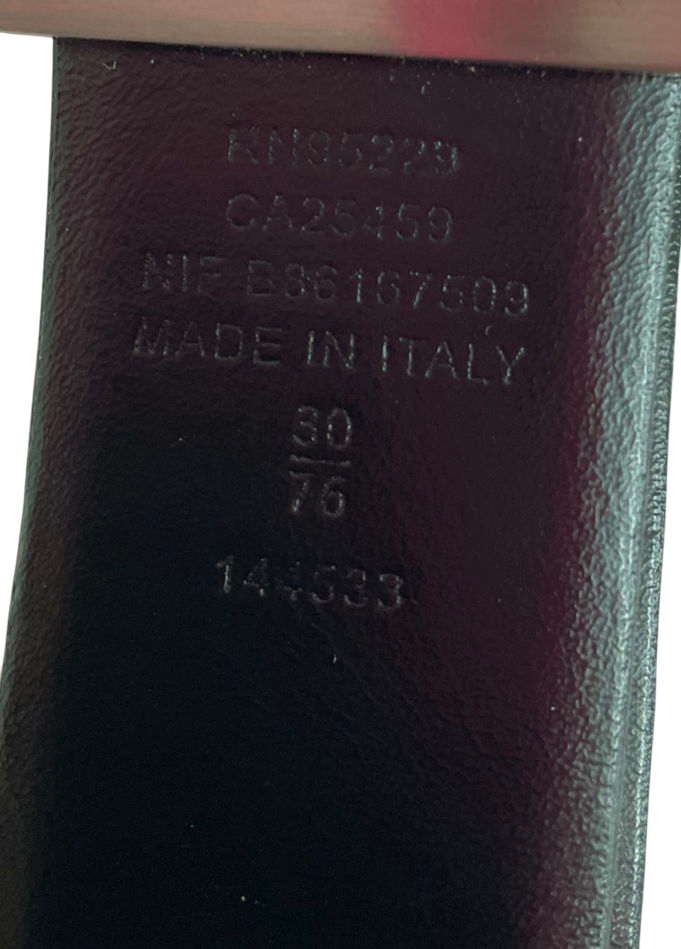 RN95229
CA25459
NIF B86167509
MADE IN ITALY
30
76
144533